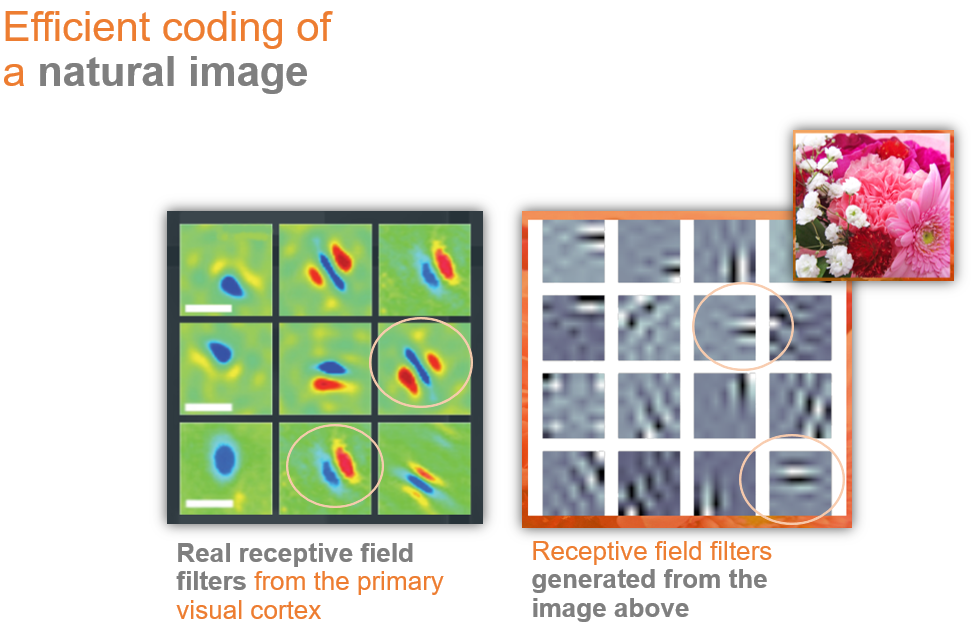 Efficient coding of
a natural image
Real receptive field
filters from the primary
visual cortex
Receptive field filters
generated from the
image above